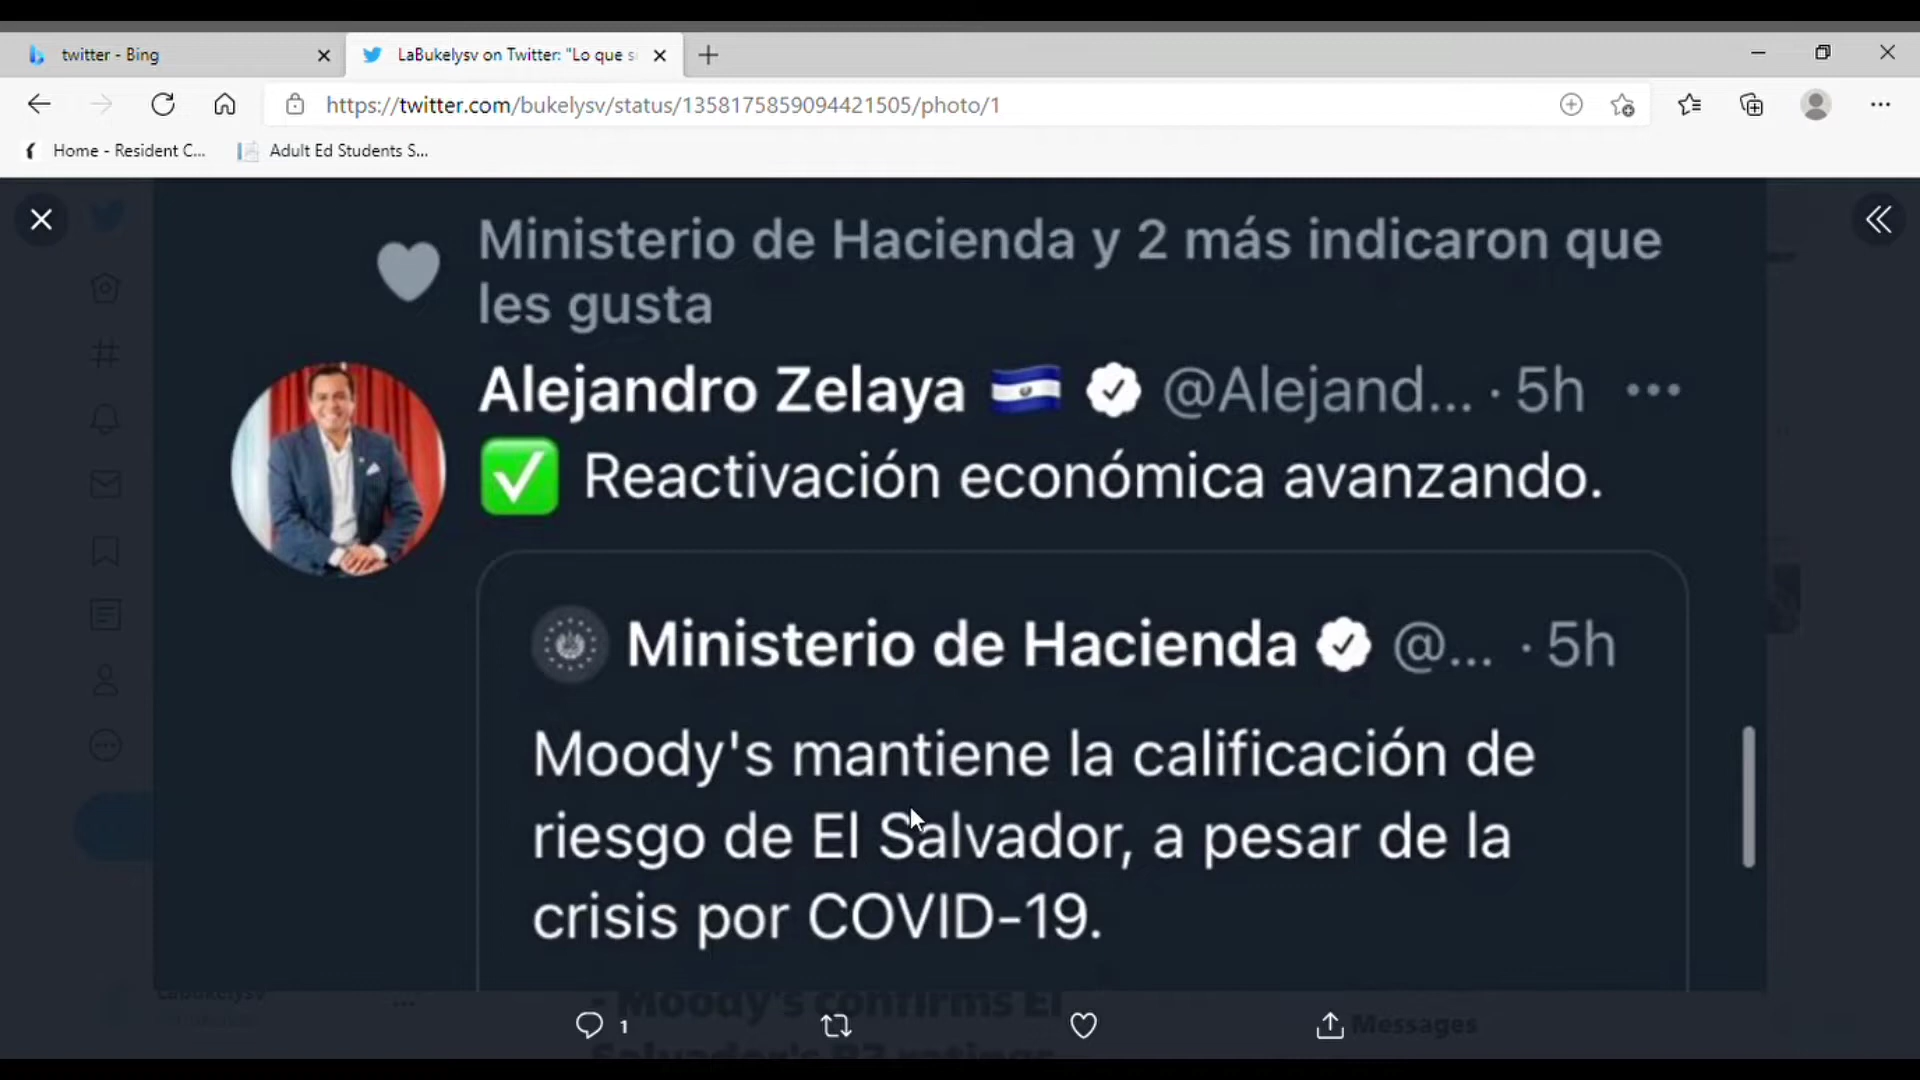 twitter - Bing
LaBukelysv on Twitter: "Lo que s
https://twitter.com/bukelysv/status/1358175859094421505/photo/1
Home - Resident C...
Adult Ed Students S...
Ministerio de Hacienda y 2 más indicaron que
les gusta
Alejandro Zelaya @Alejand... · 5h
Reactivación económica avanzando.
Ministerio de Hacienda @... · 5h
Moody's mantiene la calificación de
riesgo de El Salvador, a pesar de la
crisis por COVID-19.
- Moody's confirms El
1
Messages